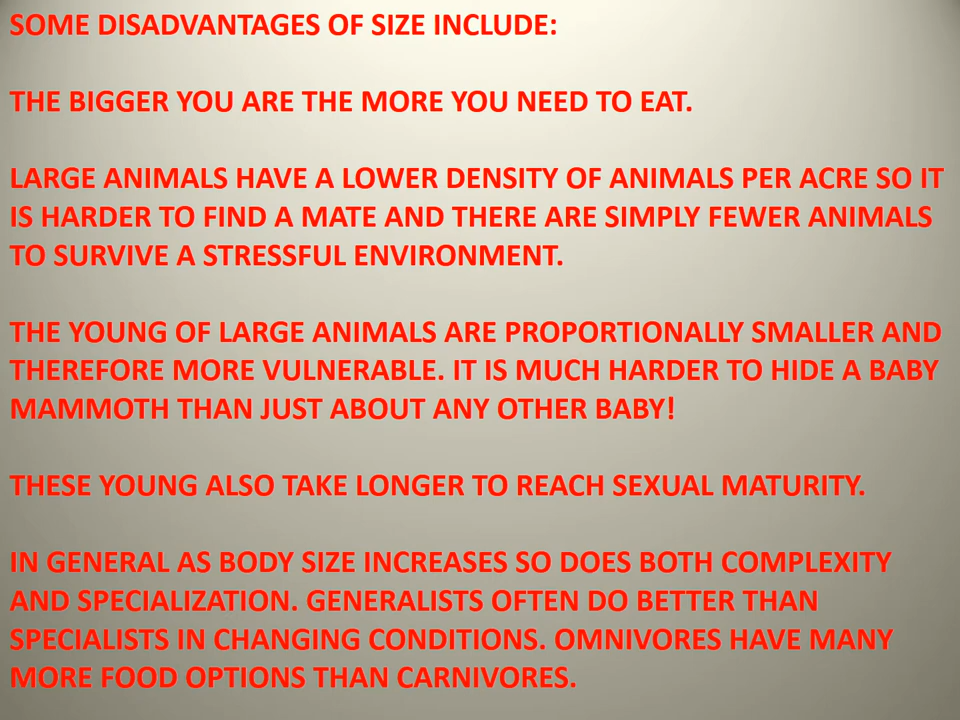 SOME DISADVANTAGES OF SIZE INCLUDE:
THE BIGGER YOU ARE THE MORE YOU NEED TO EAT.
LARGE ANIMALS HAVE A LOWER DENSITY OF ANIMALS PER ACRE SO IT
IS HARDER TO FIND A MATE AND THERE ARE SIMPLY FEWER ANIMALS
TO SURVIVE A STRESSFUL ENVIRONMENT.
THE YOUNG OF LARGE ANIMALS ARE PROPORTIONALLY SMALLER AND
THEREFORE MORE VULNERABLE. IT IS MUCH HARDER TO HIDE A BABY
MAMMOTH THAN JUST ABOUT ANY OTHER BABY!
THESE YOUNG ALSO TAKE LONGER TO REACH SEXUAL MATURITY.
IN GENERAL AS BODY SIZE INCREASES SO DOES BOTH COMPLEXITY
AND SPECIALIZATION. GENERALISTS OFTEN DO BETTER THAN
SPECIALISTS IN CHANGING CONDITIONS. OMNIVORES HAVE MANY
MORE FOOD OPTIONS THAN CARNIVORES.